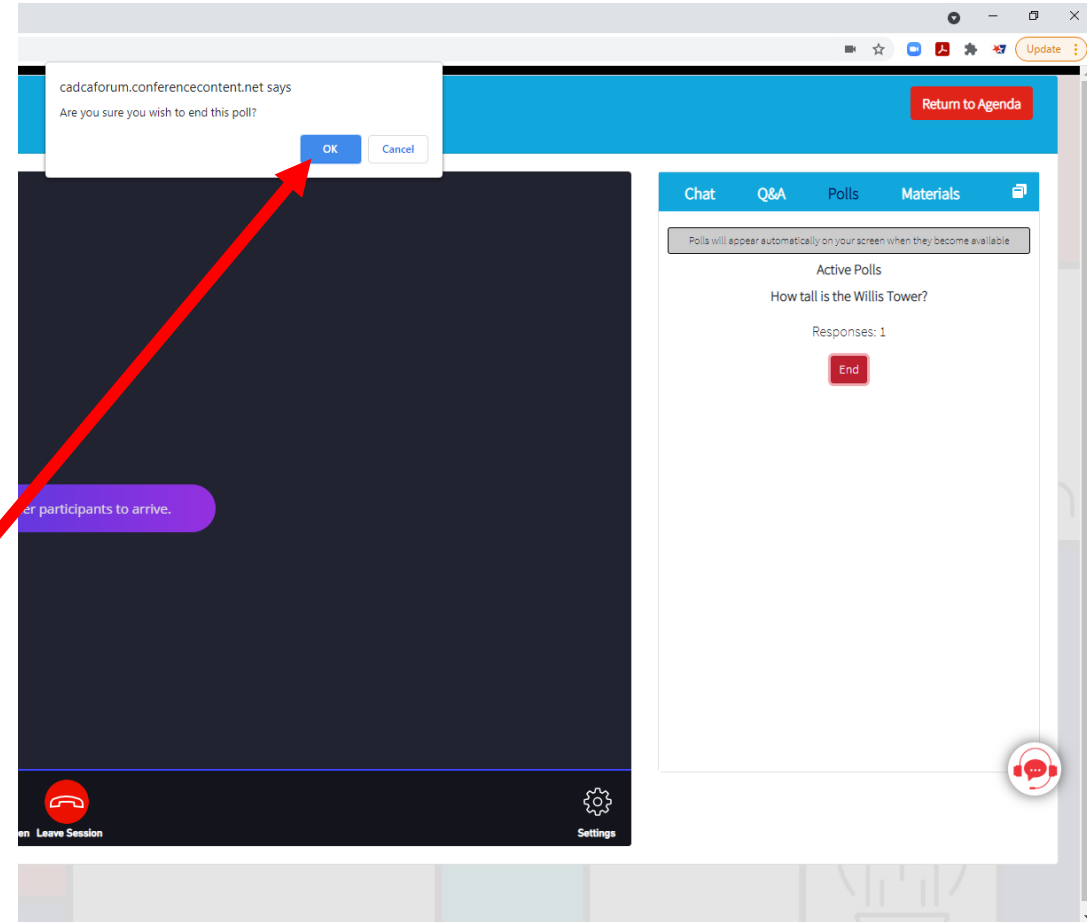 Update
cadcaforum.conferencecontent.net says
Are you sure you wish to end this poll?
OK Cancel
Return to Agenda
Chat Q&A Polls Materials
Polls will appear automatically on your screen when they become available
Active Polls
How tall is the Willis Tower?
Responses: 1
End
er participants to arrive.
en Leave Session
Settings